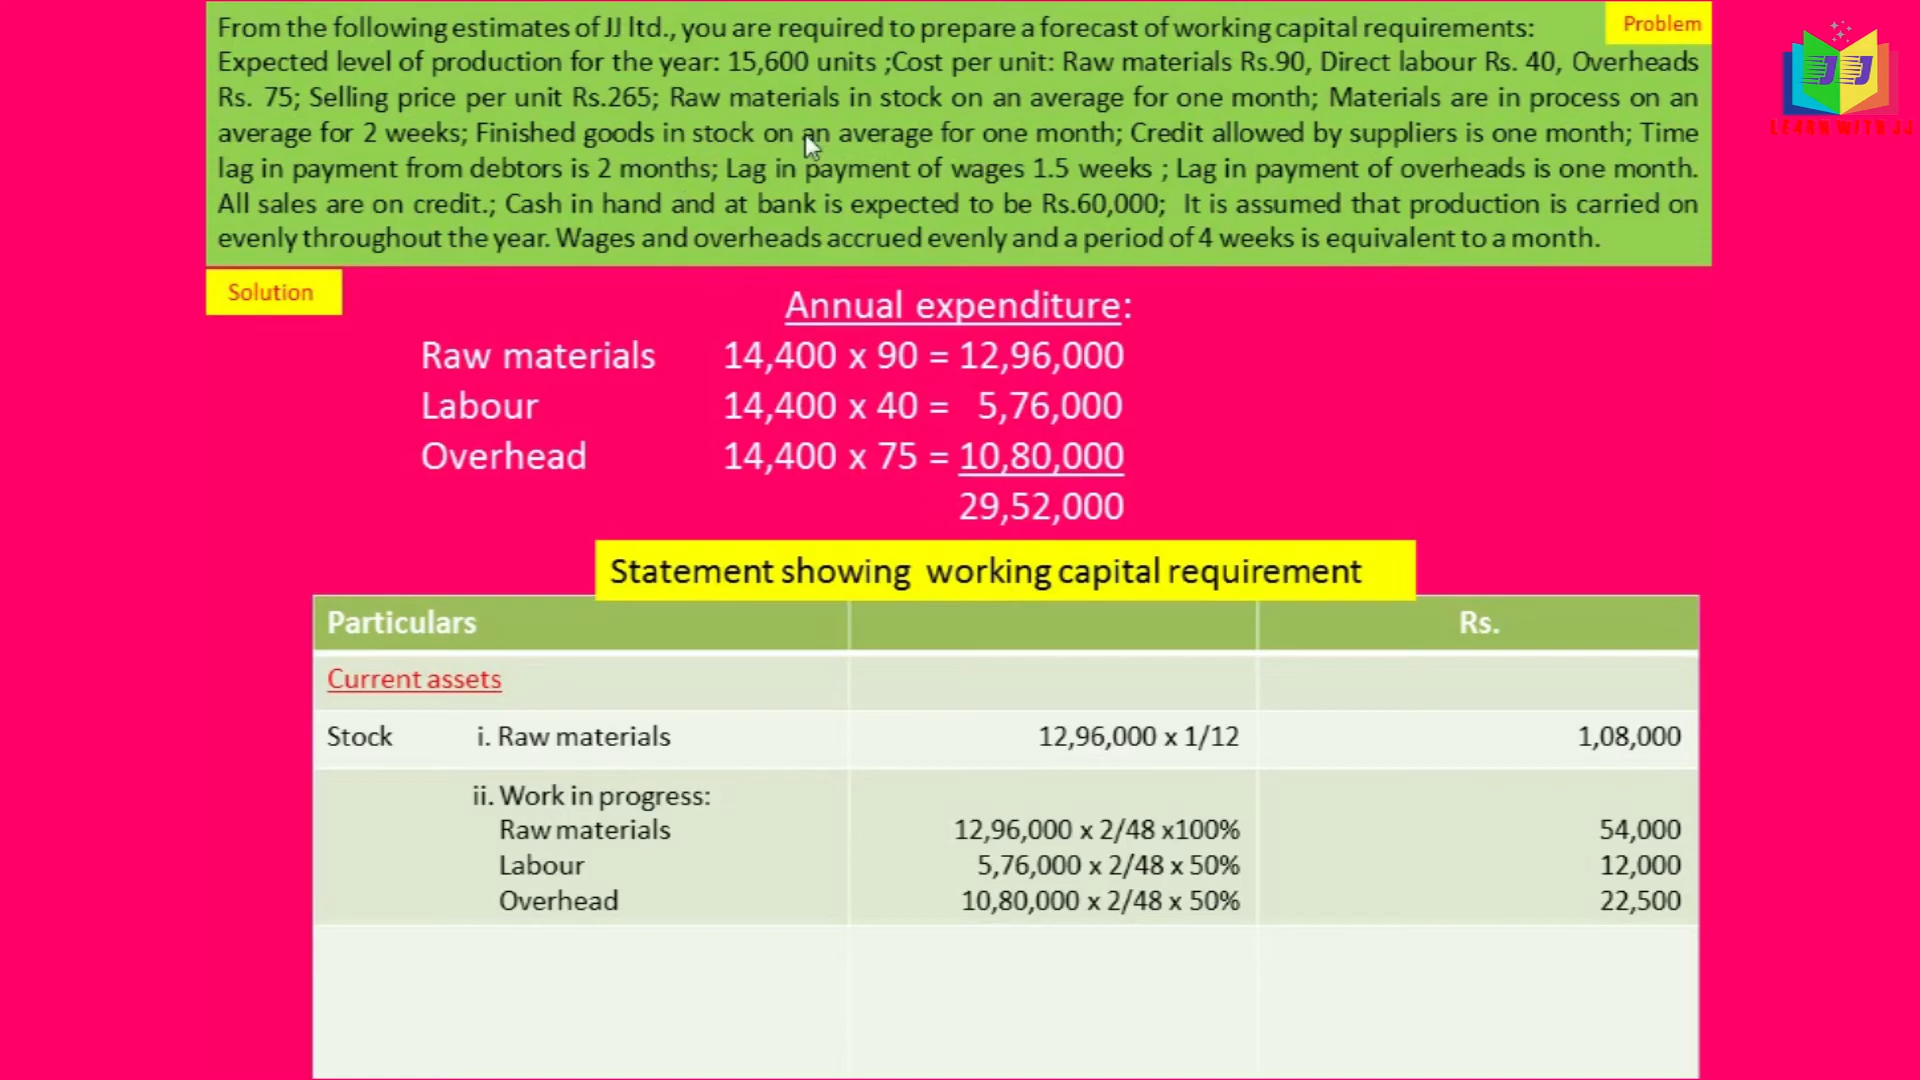 From the following estimates of JJ ltd., you are required to prepare a forecast of working capital requirements:
Problem
Expected level of production for the year: 15,600 units ;Cost per unit: Raw materials Rs.90, Direct labour Rs. 40, Overheads
Rs. 75; Selling price per unit Rs.265; Raw materials in stock on an average for one month; Materials are in process on an
average for 2 weeks; Finished goods in stock on an average for one month; Credit allowed by suppliers is one month; Time
lag in payment from debtors is 2 months; Lag in payment of wages 1.5 weeks ; Lag in payment of overheads is one month.
All sales are on credit.; Cash in hand and at bank is expected to be Rs.60,000; It is assumed that production is carried on
evenly throughout the year. Wages and overheads accrued evenly and a period of 4 weeks is equivalent to a month.
JJ
LEARN WITH JJ
Solution
Annual expenditure:
Raw materials 14,400 x 90 = 12,96,000
Labour 14,400 x 40 = 5,76,000
Overhead 14,400 x 75 = 10,80,000
29,52,000
Statement showing working capital requirement
Particulars Rs.
Current assets
Stock i. Raw materials 12,96,000 x 1/12 1,08,000
ii. Work in progress:
Raw materials 12,96,000 x 2/48 x100% 54,000
Labour 5,76,000 x 2/48 x 50% 12,000
Overhead 10,80,000 x 2/48 x 50% 22,500